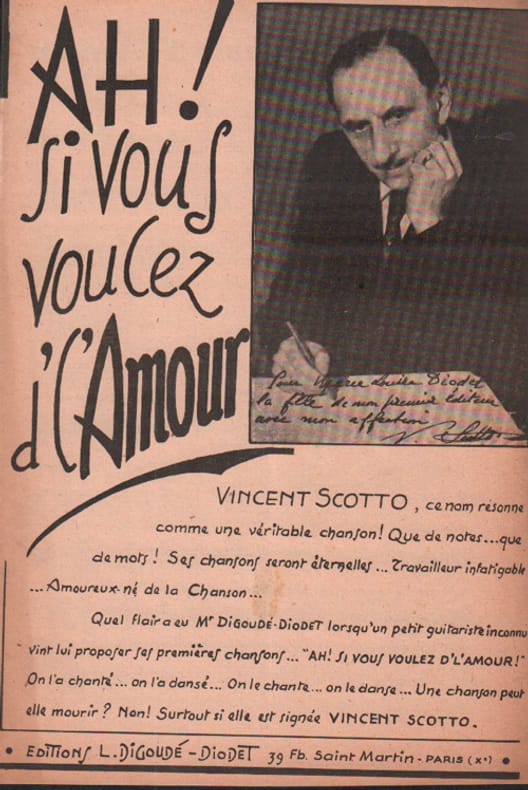 AH!
si vous
voulez
d'l'Amour
Pour Marie Louise Diodet
la fille de mon premier éditeur
avec mon affection
V Scotto
VINCENT SCOTTO, ce nom résonne
comme une véritable chanson! Que de notes...que
de mots! Ses chansons seront éternelles... Travailleur infatigable
...Amoureux-né de la Chanson...
Quel flair a eu Mr DIGOUDÉ-DIODET lorsqu'un petit guitariste inconnu
vint lui proposer ses premières chansons... "AH! SI VOUS VOULEZ D'L'AMOUR!"
On l'a chanté... on l'a dansé... On le chante... on le danse... Une chanson peut
elle mourir? Non! Surtout si elle est signée VINCENT SCOTTO.
• EDITIONS L. DIGOUDÉ-DIODET 39 Fb. Saint Martin - PARIS (Xe) •